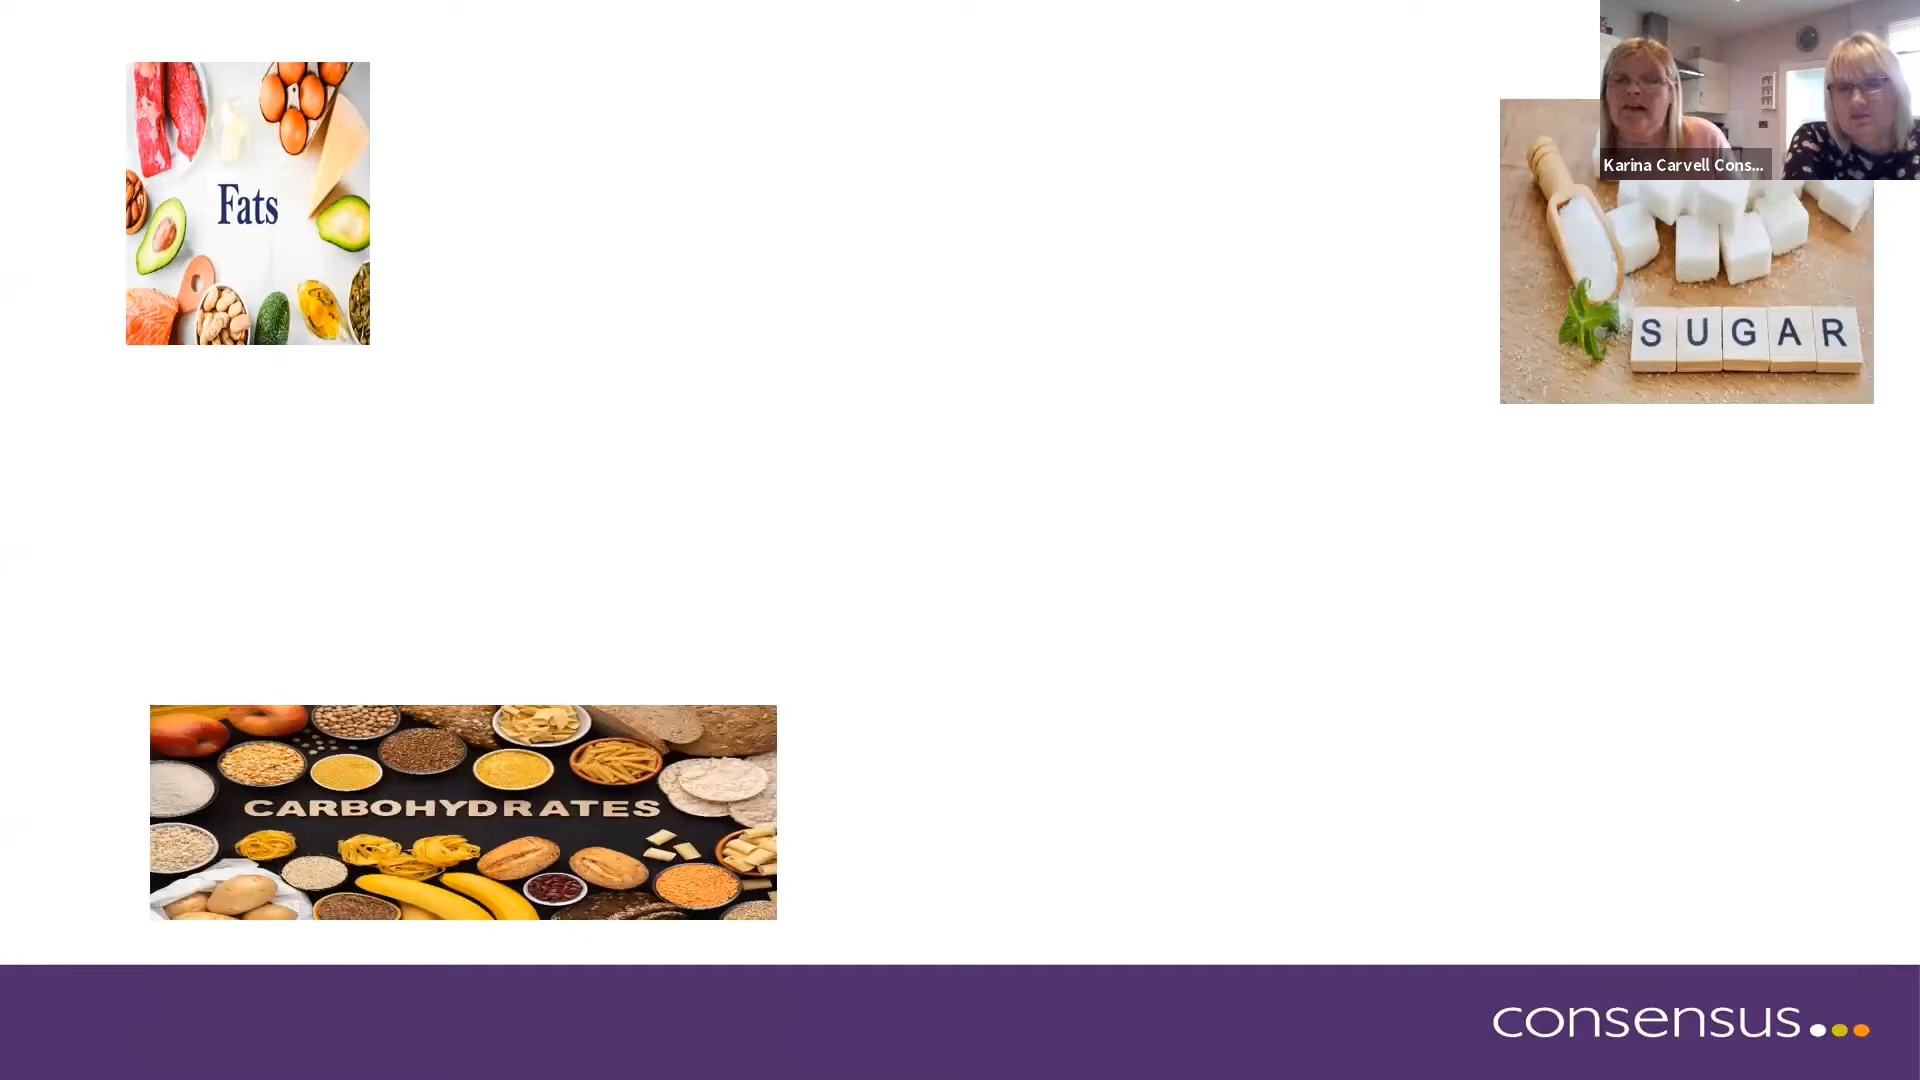 Karina Carvell Cons...
Fats
SUGAR
CARBOHYDRATES
consensus